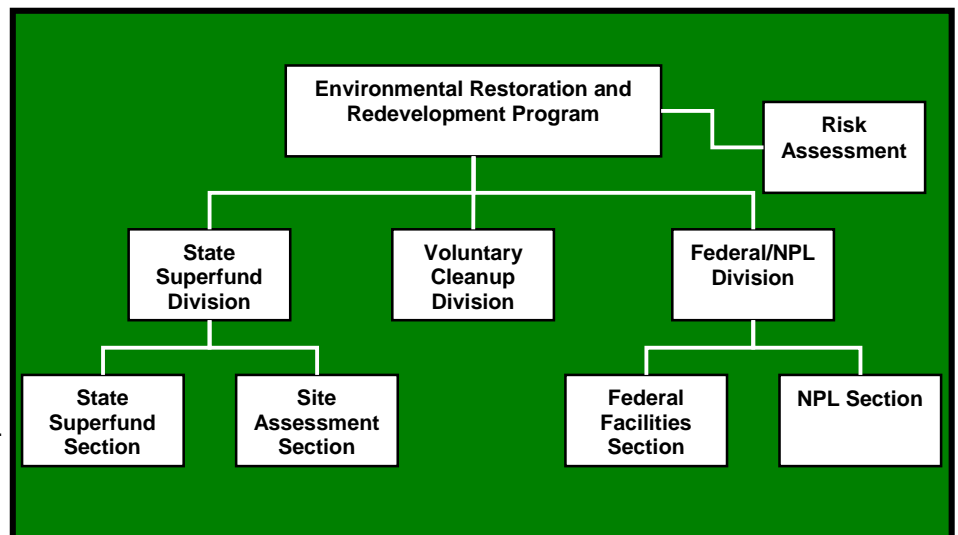 Environmental Restoration and
Redevelopment Program
Risk
Assessment
State
Superfund
Division
Voluntary
Cleanup
Division
Federal/NPL
Division
State
Superfund
Section
Site
Assessment
Section
Federal
Facilities
Section
NPL Section